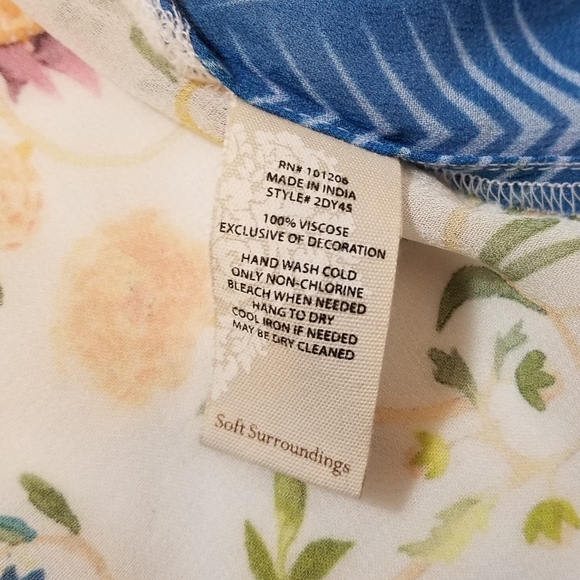 RN# 101206
MADE IN INDIA
STYLE# 2DY45
100% VISCOSE
EXCLUSIVE OF DECORATION
HAND WASH COLD
ONLY NON-CHLORINE
BLEACH WHEN NEEDED
HANG TO DRY
COOL IRON IF NEEDED
MAY BE DRY CLEANED
Soft Surroundings